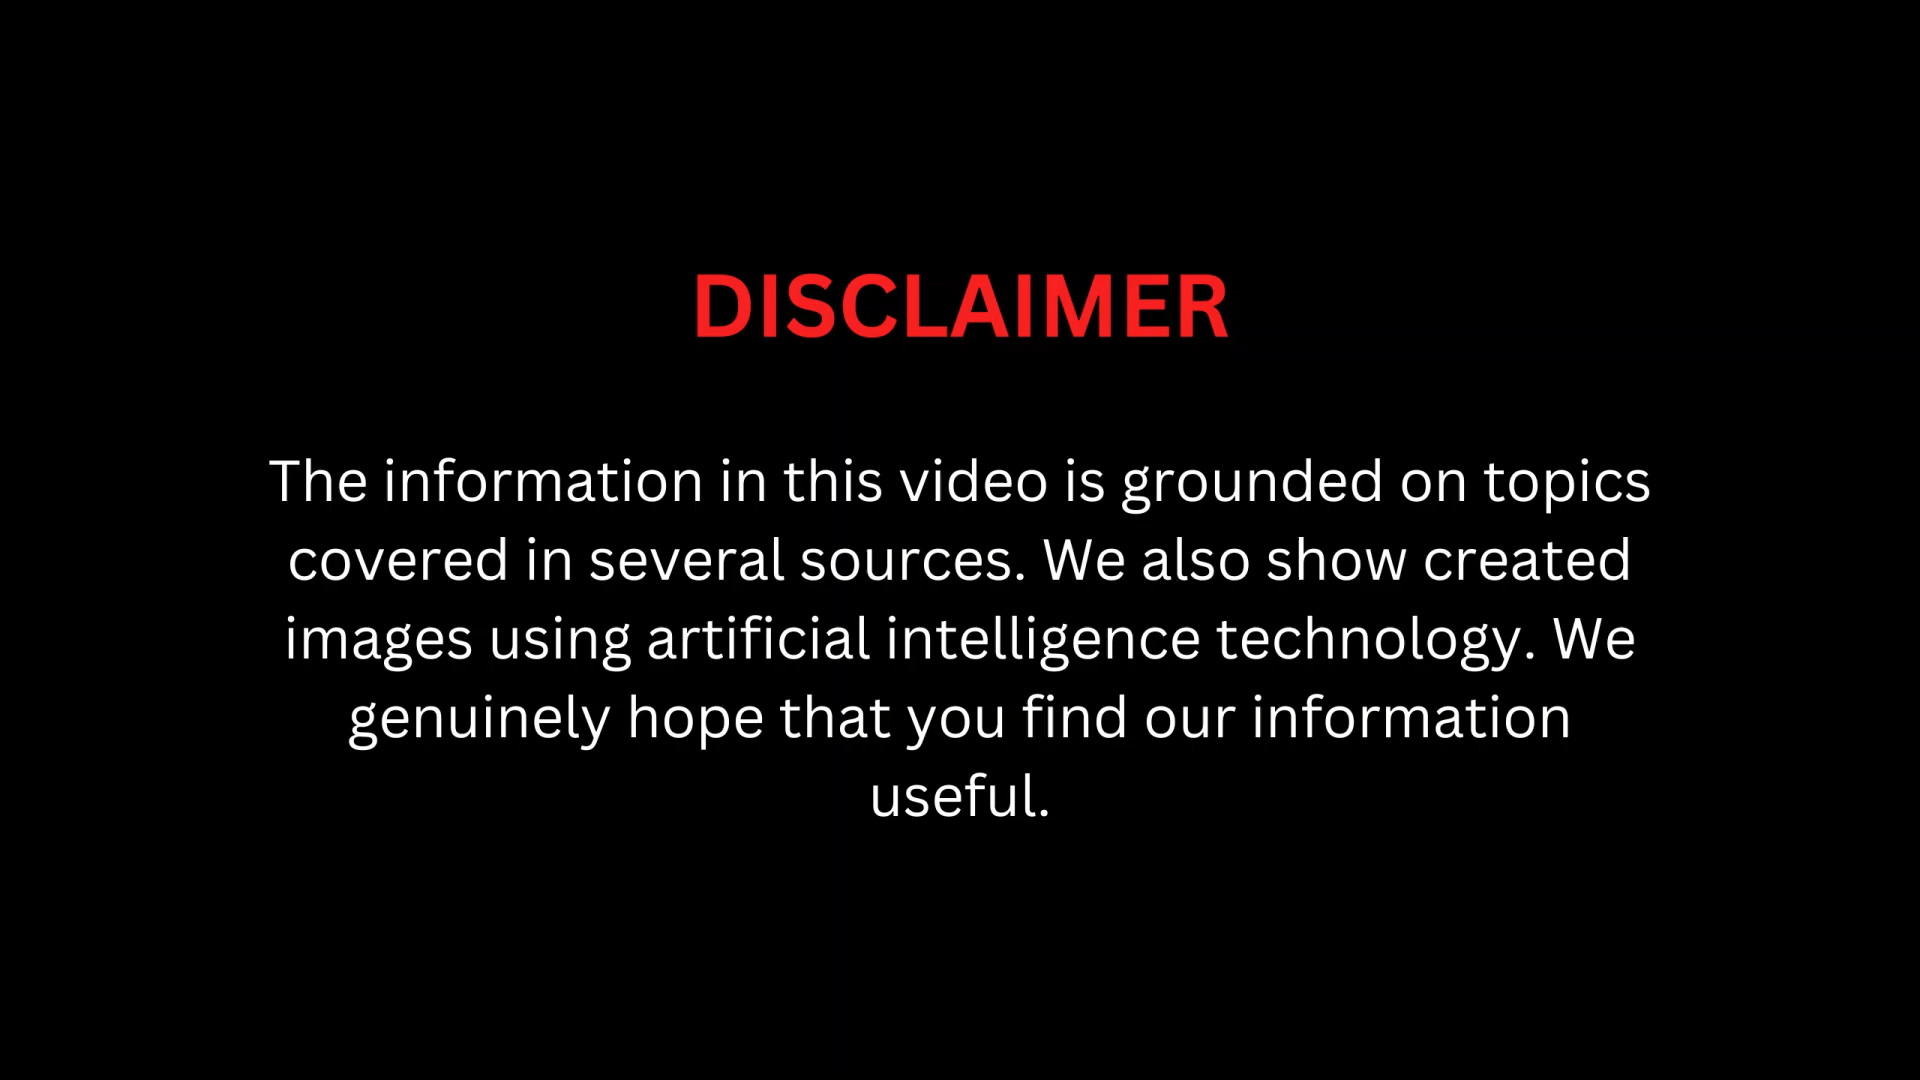 DISCLAIMER
The information in this video is grounded on topics
covered in several sources. We also show created
images using artificial intelligence technology. We
genuinely hope that you find our information
useful.